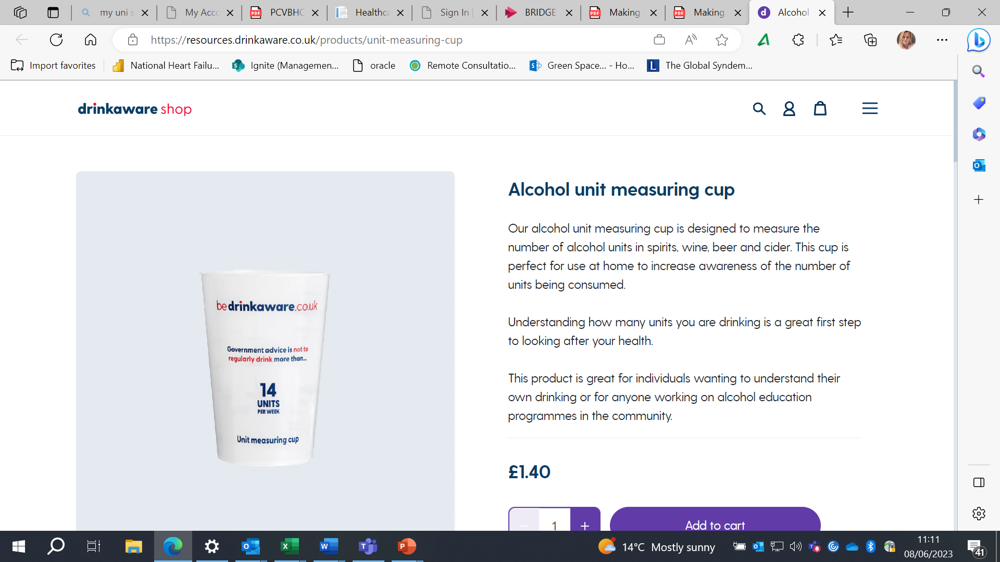 my uni s
My Acco
PCVBHC
Healthca
Sign In |
BRIDGE
Making
Making
Alcohol
https://resources.drinkaware.co.uk/products/unit-measuring-cup
Import favorites
National Heart Failu...
Ignite (Managemen...
oracle
Remote Consultatio...
Green Space... - Ho...
The Global Syndem...
drinkaware shop
bedrinkaware.co.uk
Government advice is not to
regularly drink more than...
14
UNITS
PER WEEK
Unit measuring cup
Alcohol unit measuring cup
Our alcohol unit measuring cup is designed to measure the
number of alcohol units in spirits, wine, beer and cider. This cup is
perfect for use at home to increase awareness of the number of
units being consumed.
Understanding how many units you are drinking is a great first step
to looking after your health.
This product is great for individuals wanting to understand their
own drinking or for anyone working on alcohol education
programmes in the community.
£1.40
− 1 +
Add to cart
14°C Mostly sunny
11:11
08/06/2023
41